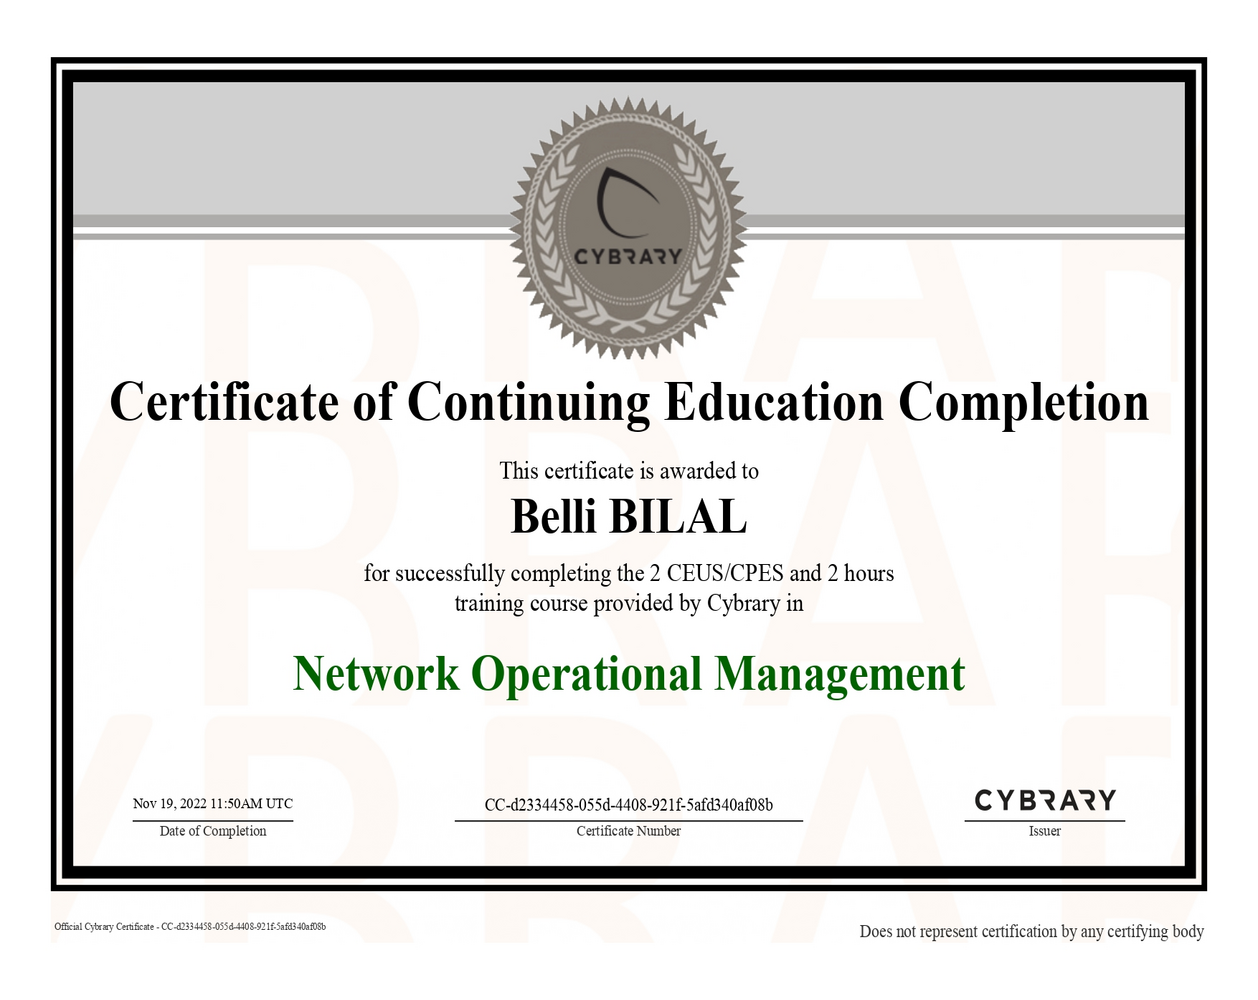 CYBRARY
Certificate of Continuing Education Completion
This certificate is awarded to
Belli BILAL
for successfully completing the 2 CEUS/CPES and 2 hours
training course provided by Cybrary in
Network Operational Management
Nov 19, 2022 11:50AM UTC
Date of Completion
CC-d2334458-055d-4408-921f-5afd340af08b
Certificate Number
CYBRARY
Issuer
Official Cybrary Certificate - CC-d2334458-055d-4408-921f-5afd340af08b
Does not represent certification by any certifying body